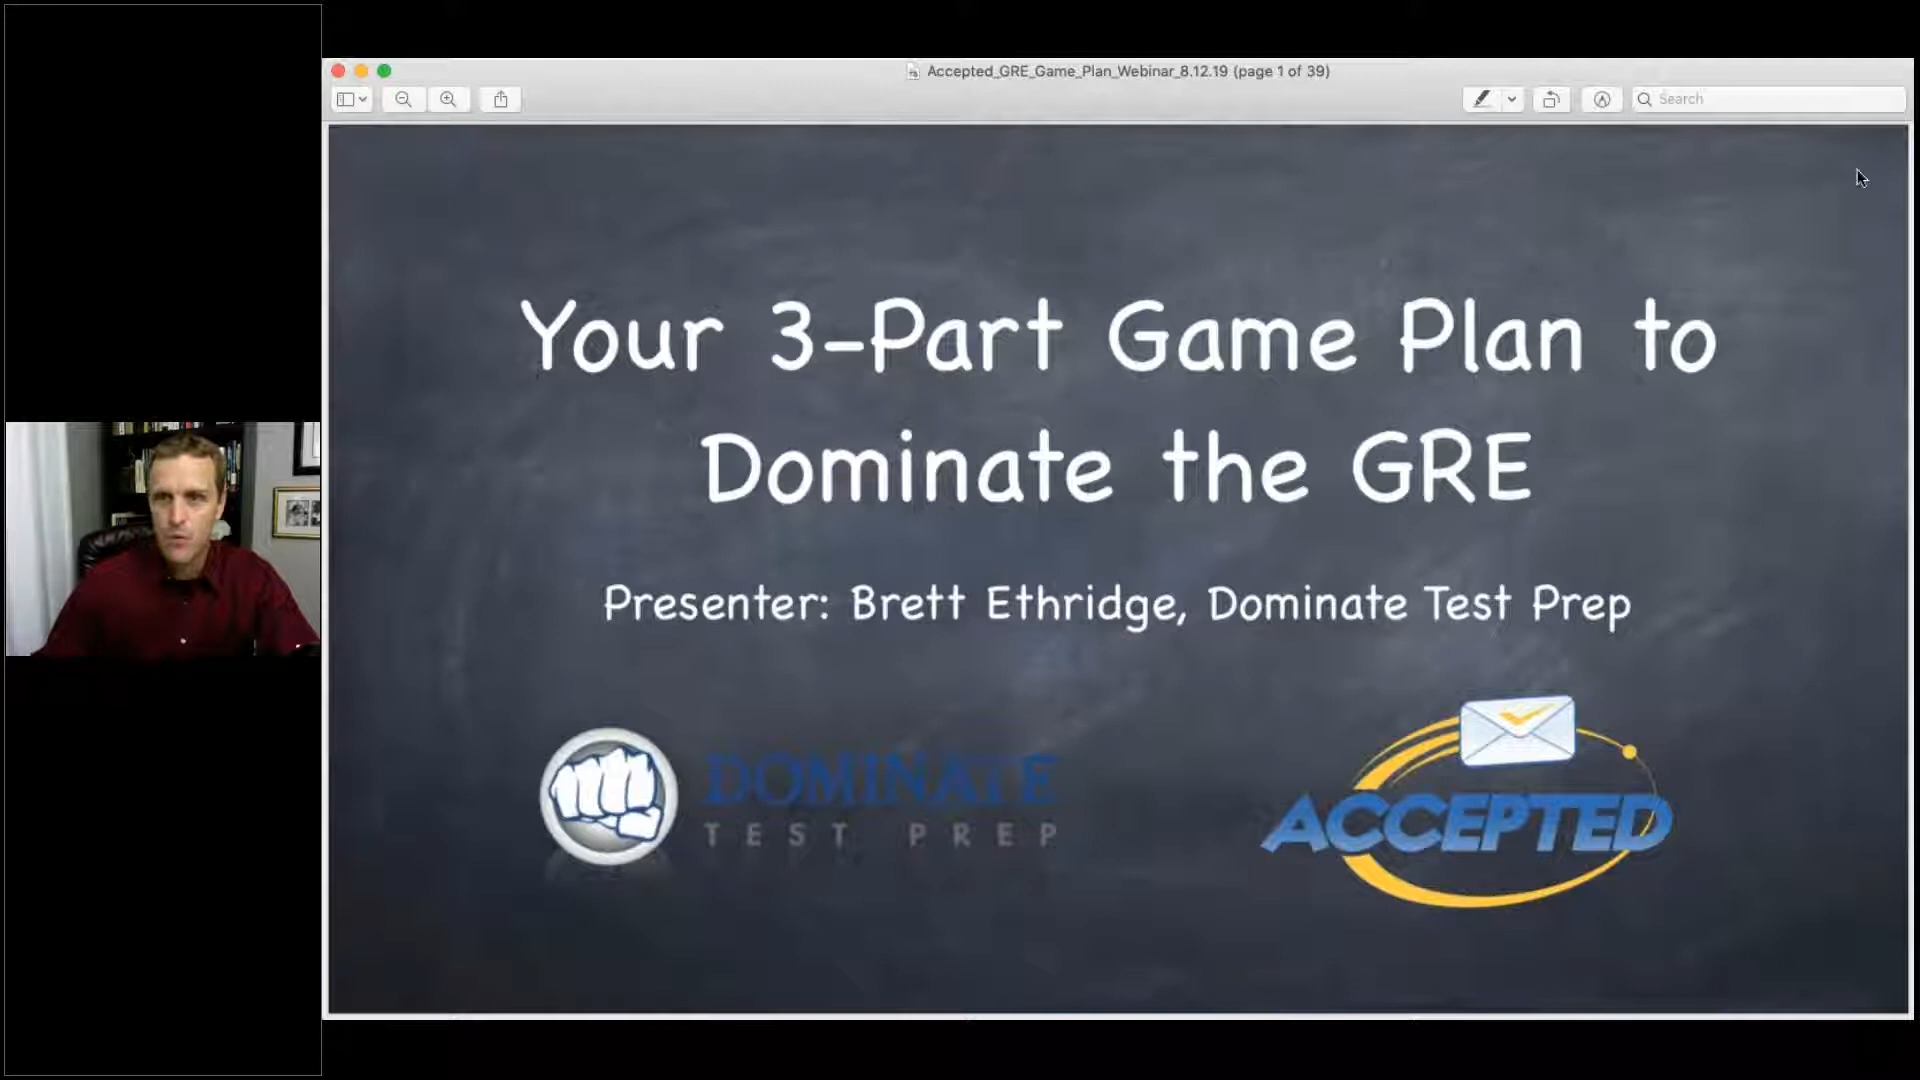 Accepted_GRE_Game_Plan_Webinar_8.12.19 (page 1 of 39)
Search
Your 3-Part Game Plan to
Dominate the GRE
Presenter: Brett Ethridge, Dominate Test Prep
DOMINATE
TEST PREP
ACCEPTED